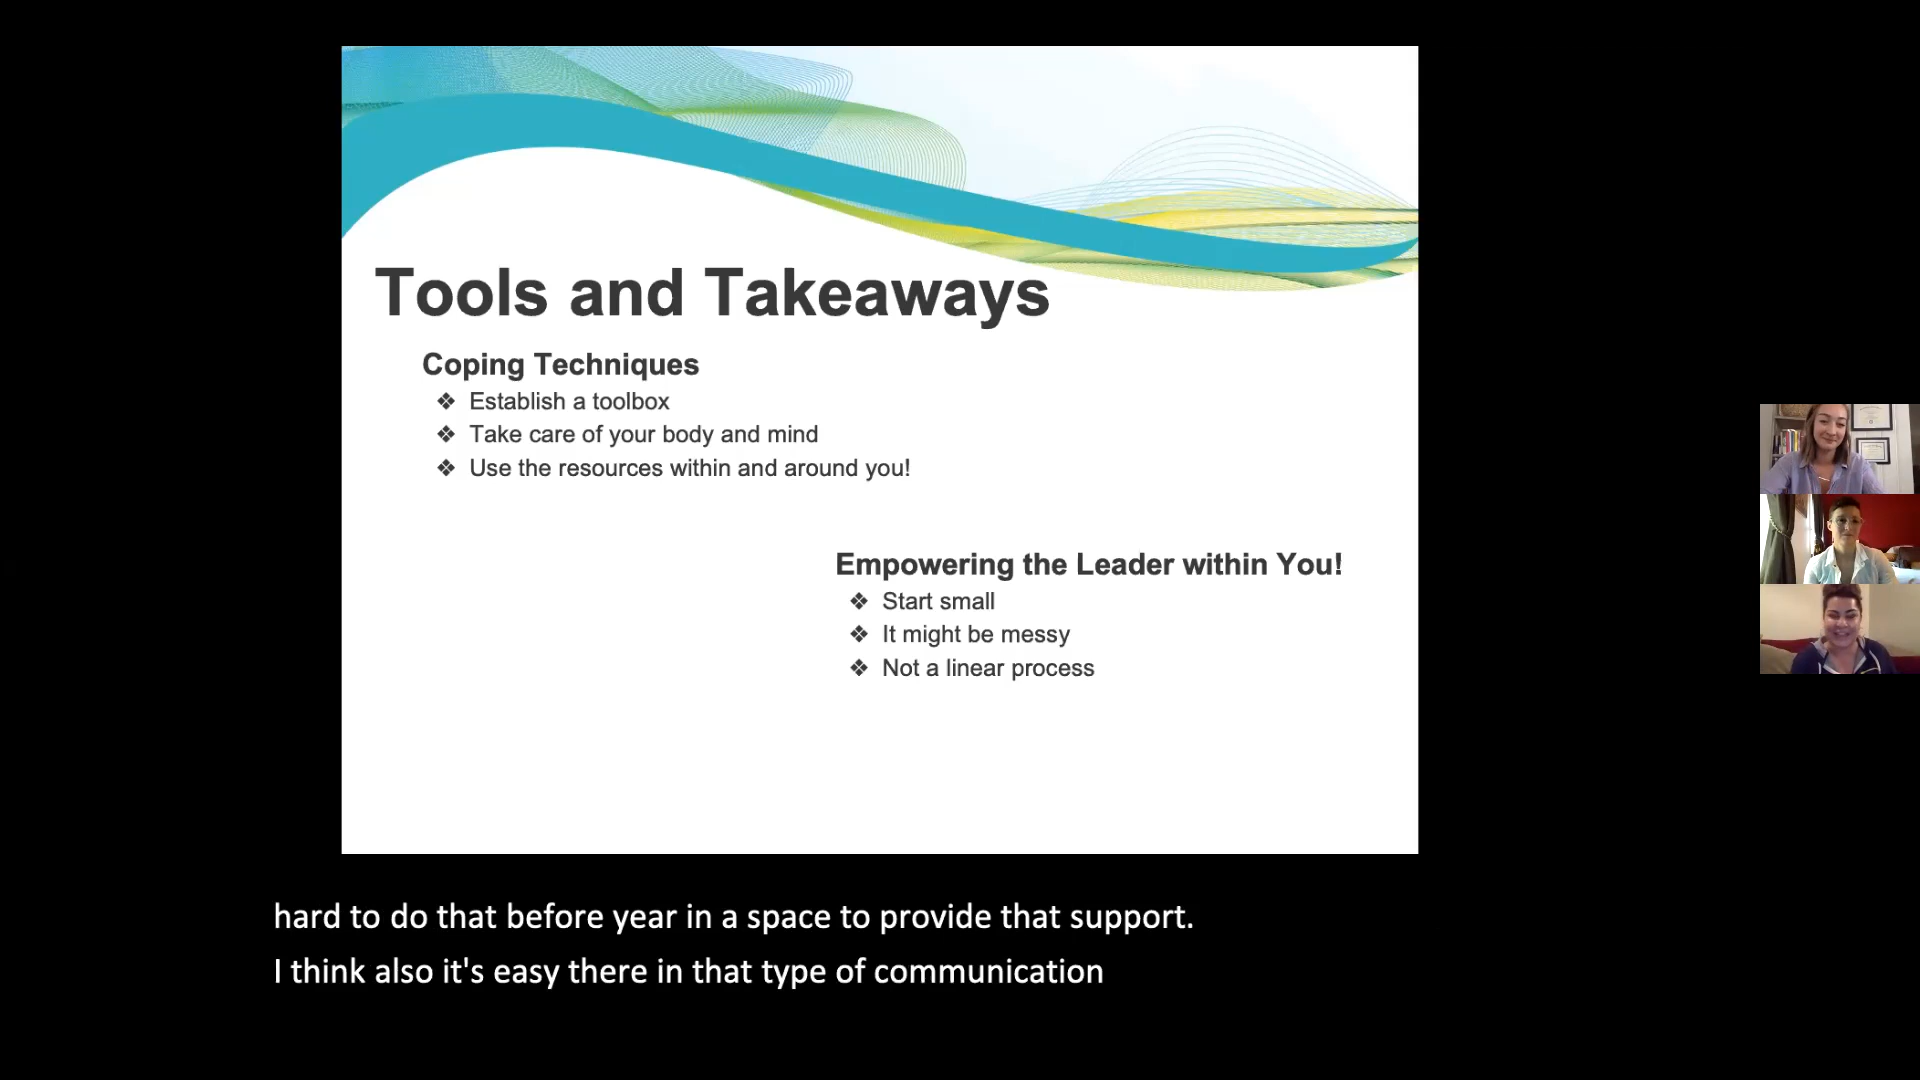 Tools and Takeaways
Coping Techniques
❖ Establish a toolbox
❖ Take care of your body and mind
❖ Use the resources within and around you!
Empowering the Leader within You!
❖ Start small
❖ It might be messy
❖ Not a linear process
hard to do that before year in a space to provide that support.
I think also it's easy there in that type of communication